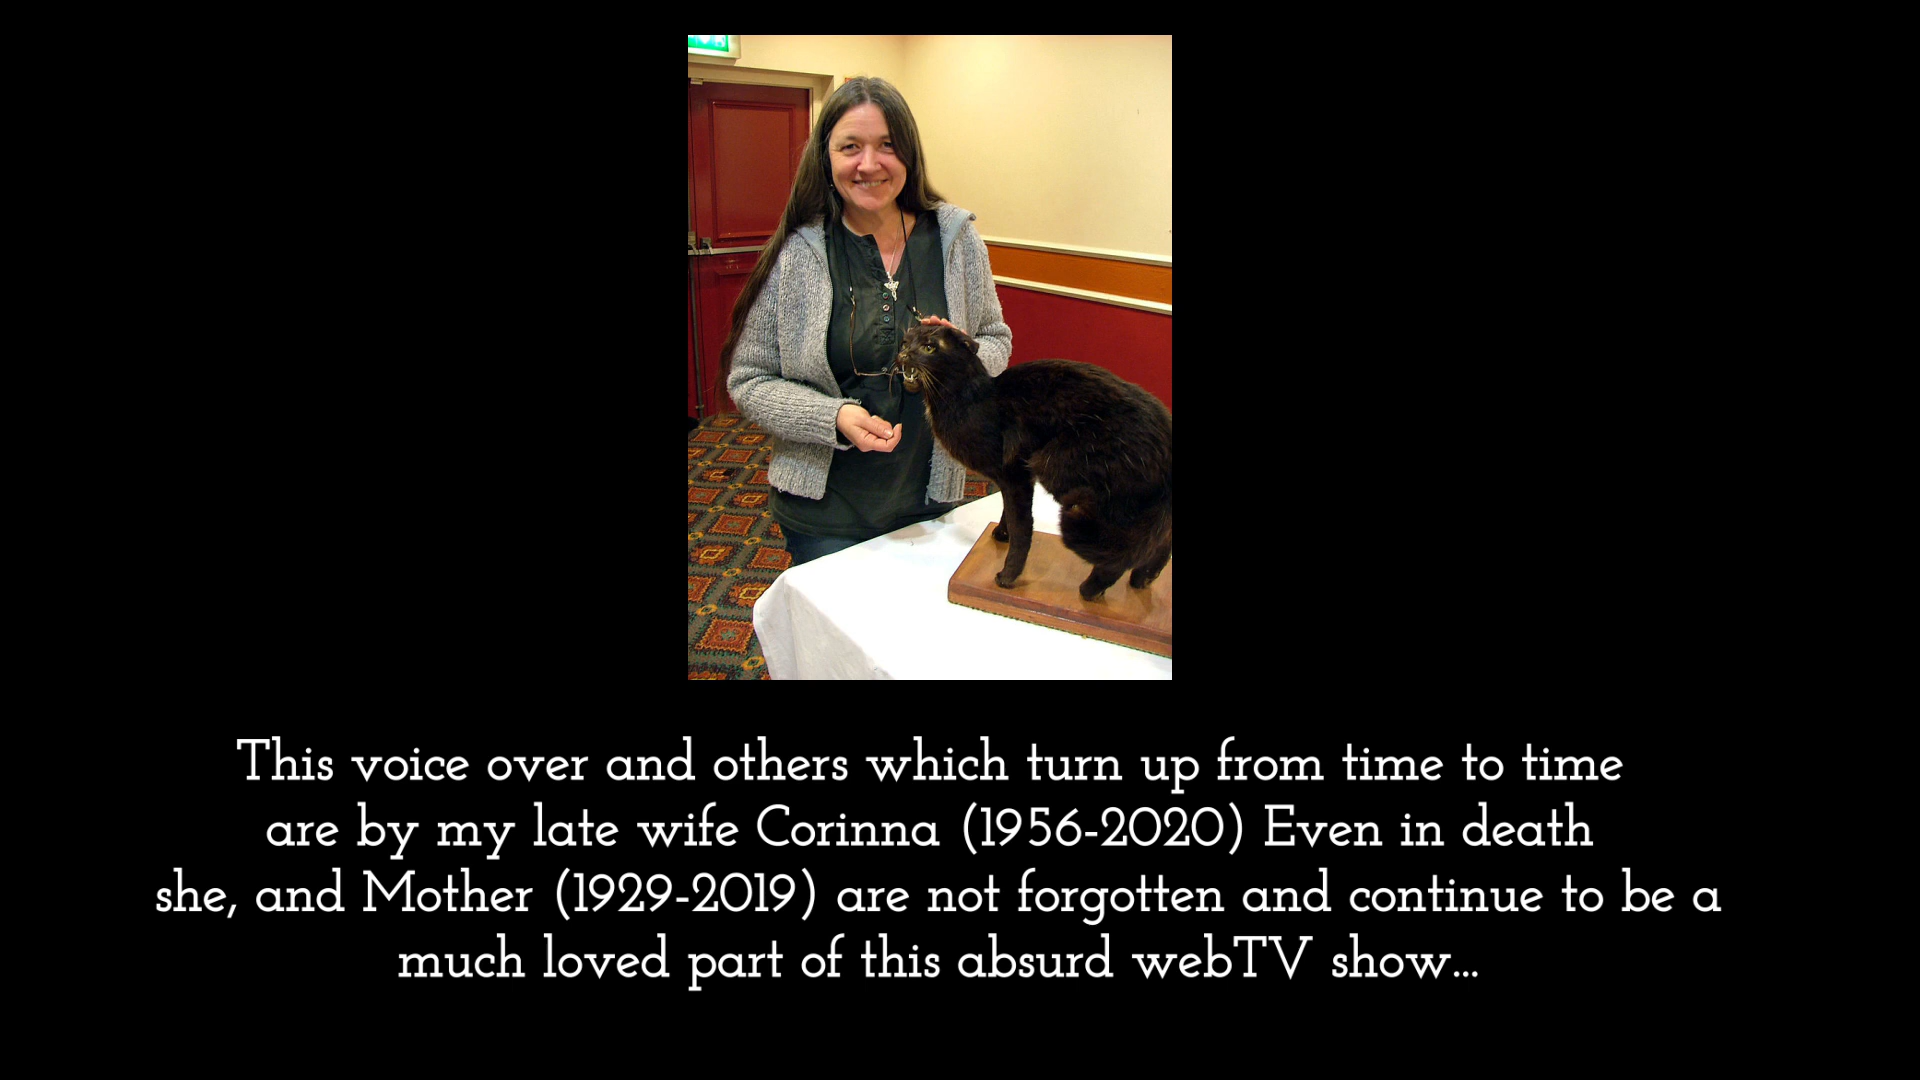 This voice over and others which turn up from time to time
are by my late wife Corinna (1956-2020) Even in death
she, and Mother (1929-2019) are not forgotten and continue to be a
much loved part of this absurd webTV show...